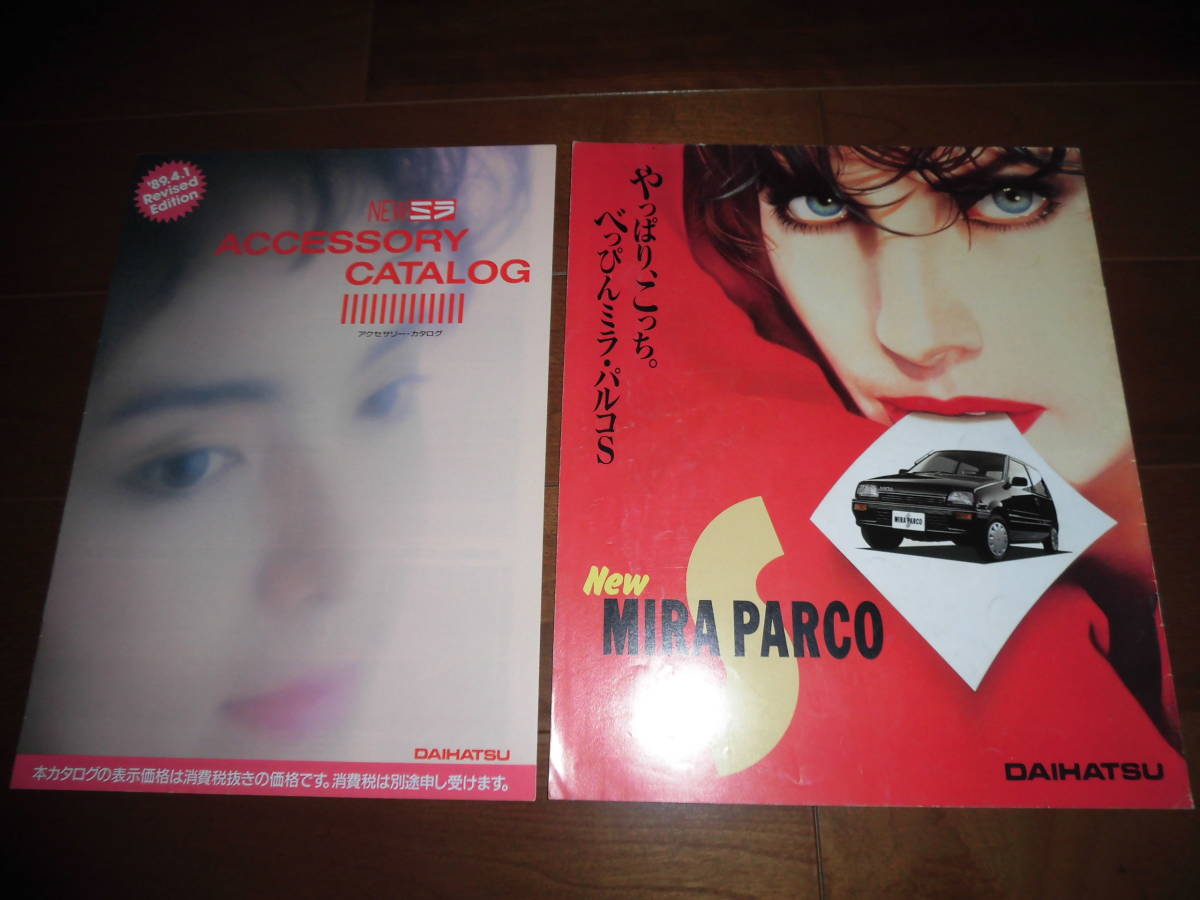 '89.4.1
Revised
Edition
NEW ミラ
ACCESSORY
CATALOG
アクセサリー・カタログ
DAIHATSU
本カタログの表示価格は消費税抜きの価格です。消費税は別途申し受けます。
やっぱり、こっち。
べっぴんミラ・パルコS
MIRA PARCO
New
S
MIRA PARCO
DAIHATSU